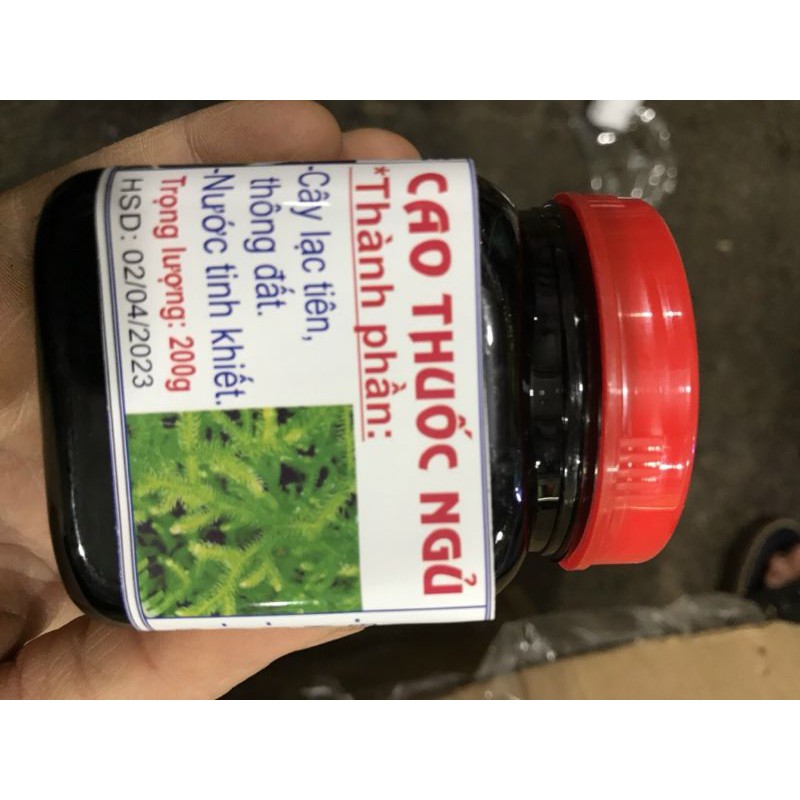 CAO THUỐC NGỦ
*Thành phần:
-Cây lạc tiên,
thông đất.
-Nước tinh khiết.
Trọng lượng: 200g
HSD: 02/04/2023